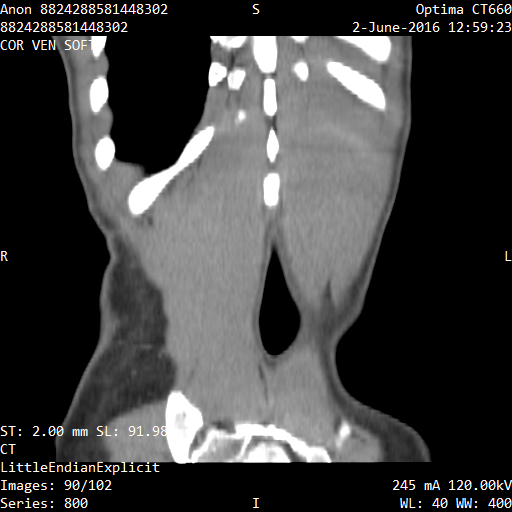 Anon 8824288581448302 S Optima CT660
8824288581448302 2-June-2016 12:59:23
COR VEN SOFT
R L
ST: 2.00 mm SL: 91.98
CT
LittleEndianExplicit
Images: 90/102 245 mA 120.00kV
Series: 800 I WL: 40 WW: 400